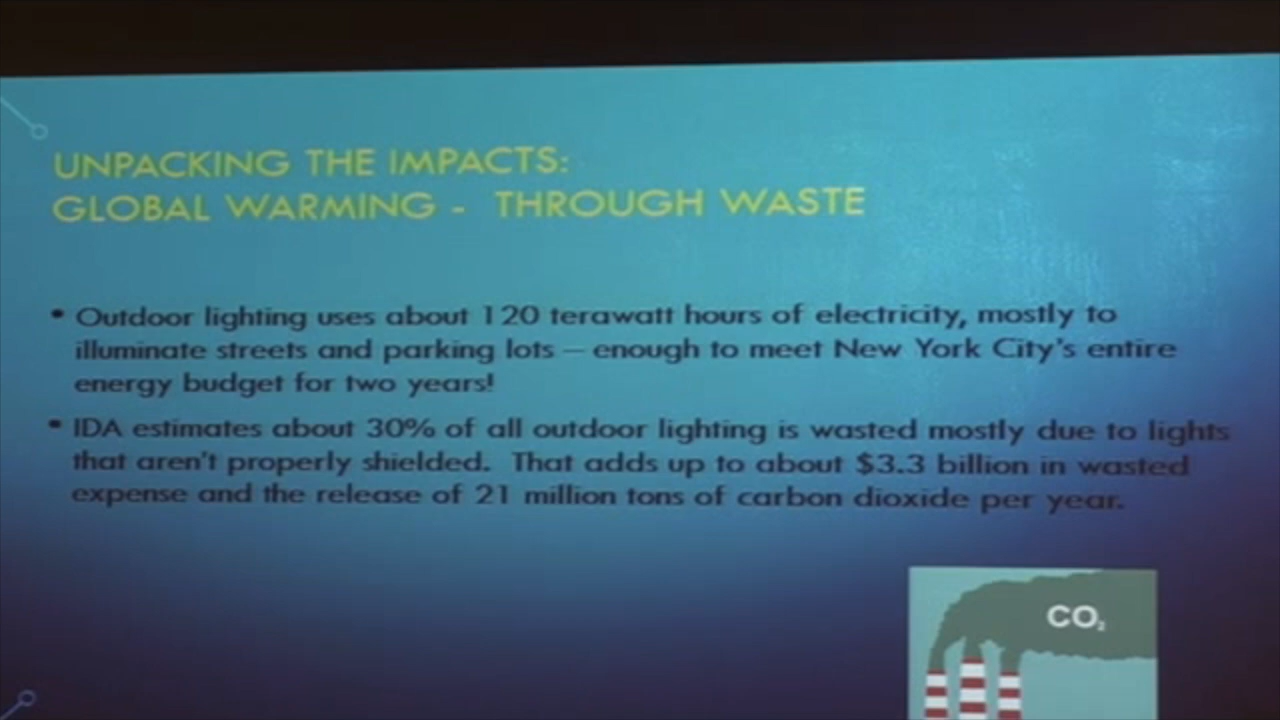 UNPACKING THE IMPACTS:
GLOBAL WARMING - THROUGH WASTE
• Outdoor lighting uses about 120 terawatt hours of electricity, mostly to
illuminate streets and parking lots – enough to meet New York City's entire
energy budget for two years!
• IDA estimates about 30% of all outdoor lighting is wasted mostly due to lights
that aren't properly shielded. That adds up to about $3.3 billion in wasted
expense and the release of 21 million tons of carbon dioxide per year.
CO₂